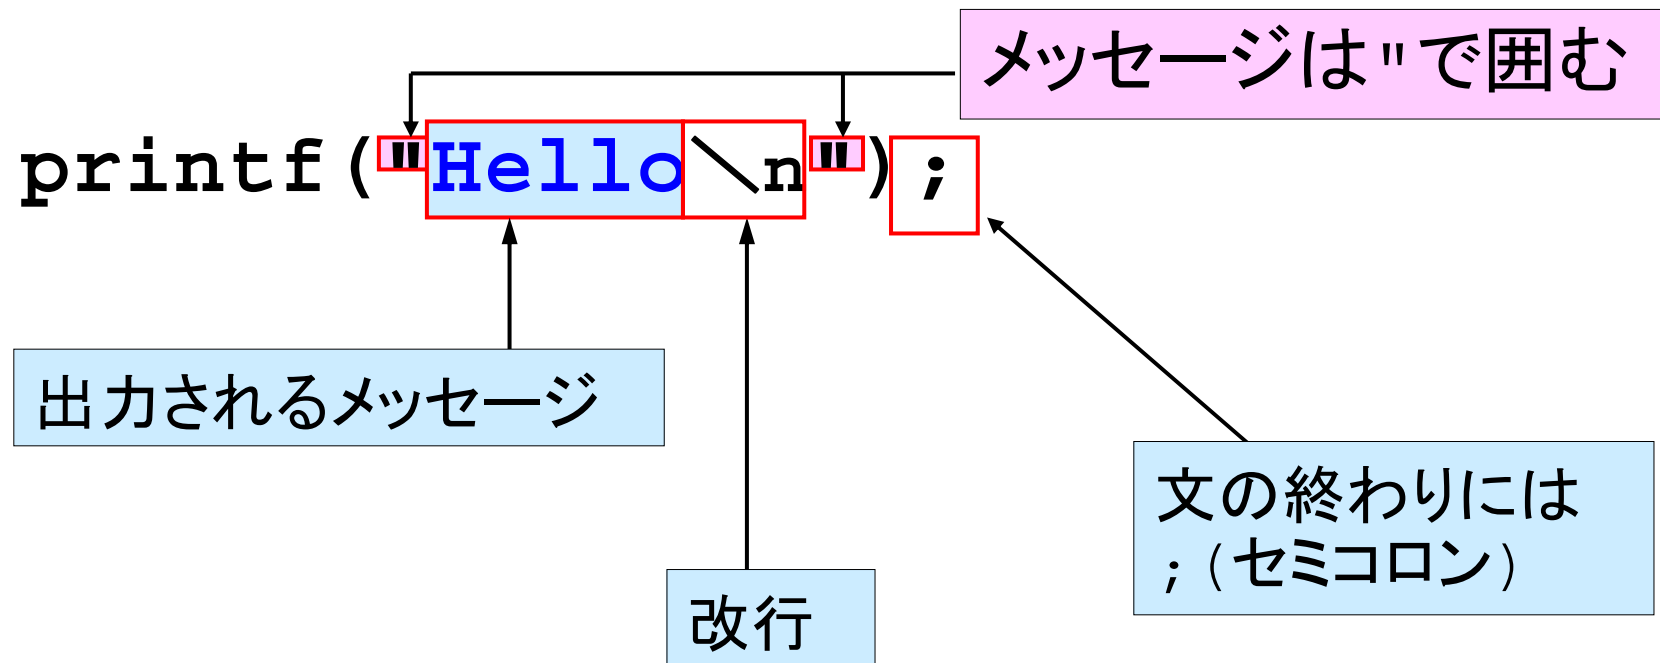 メッセージは"で囲む
printf("Hello\n");
出力されるメッセージ
文の終わりには
;(セミコロン)
改行